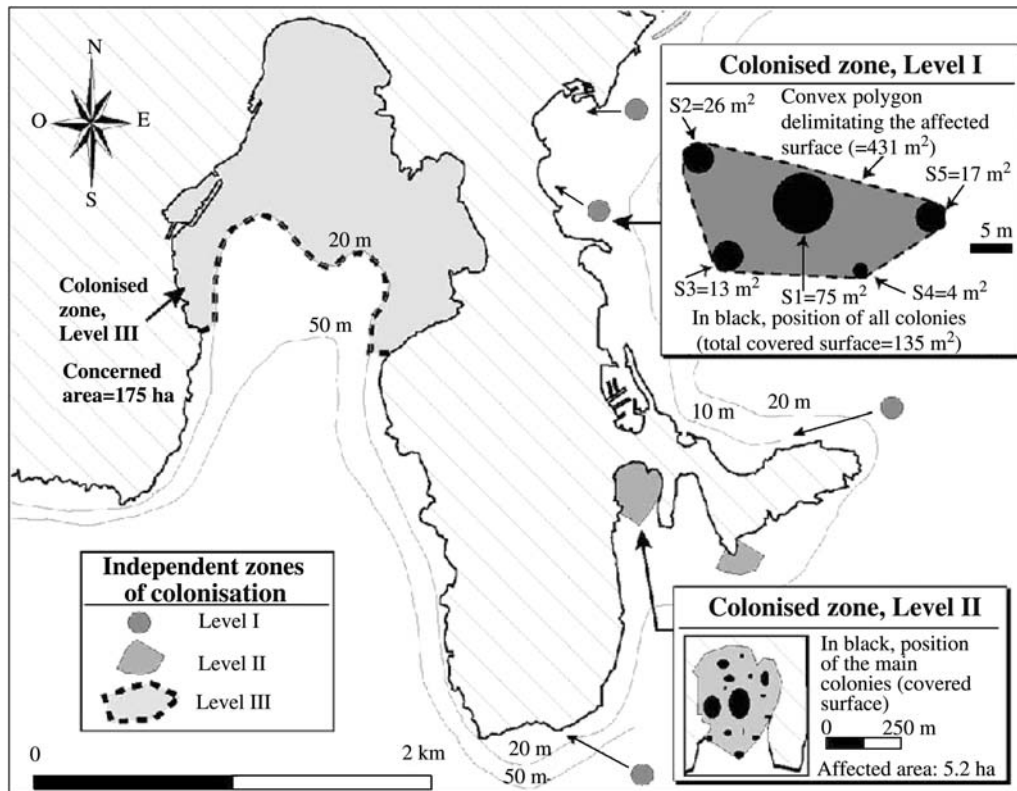 N
O
E
S
20 m
50 m
Colonised
zone,
Level III
Concerned
area=175 ha
Colonised zone, Level I
S2=26 m²
Convex polygon
delimitating the affected
surface (=431 m²)
S5=17 m²
5 m
S3=13 m²
S1=75 m²
S4=4 m²
In black, position of all colonies
(total covered surface=135 m²)
10 m
20 m
Independent zones
of colonisation
Level I
Level II
Level III
0
2 km
20 m
50 m
Colonised zone, Level II
In black, position
of the main
colonies (covered
surface)
0
250 m
Affected area: 5.2 ha